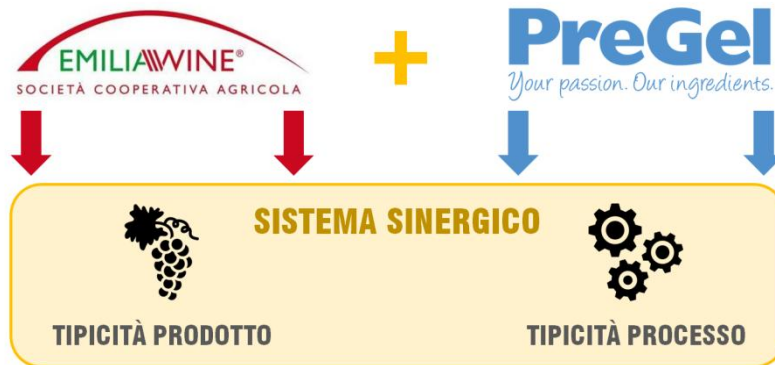 EMILIAWINE®
SOCIETÀ COOPERATIVA AGRICOLA
+
PreGel
Your passion. Our ingredients.
SISTEMA SINERGICO
TIPICITÀ PRODOTTO
TIPICITÀ PROCESSO